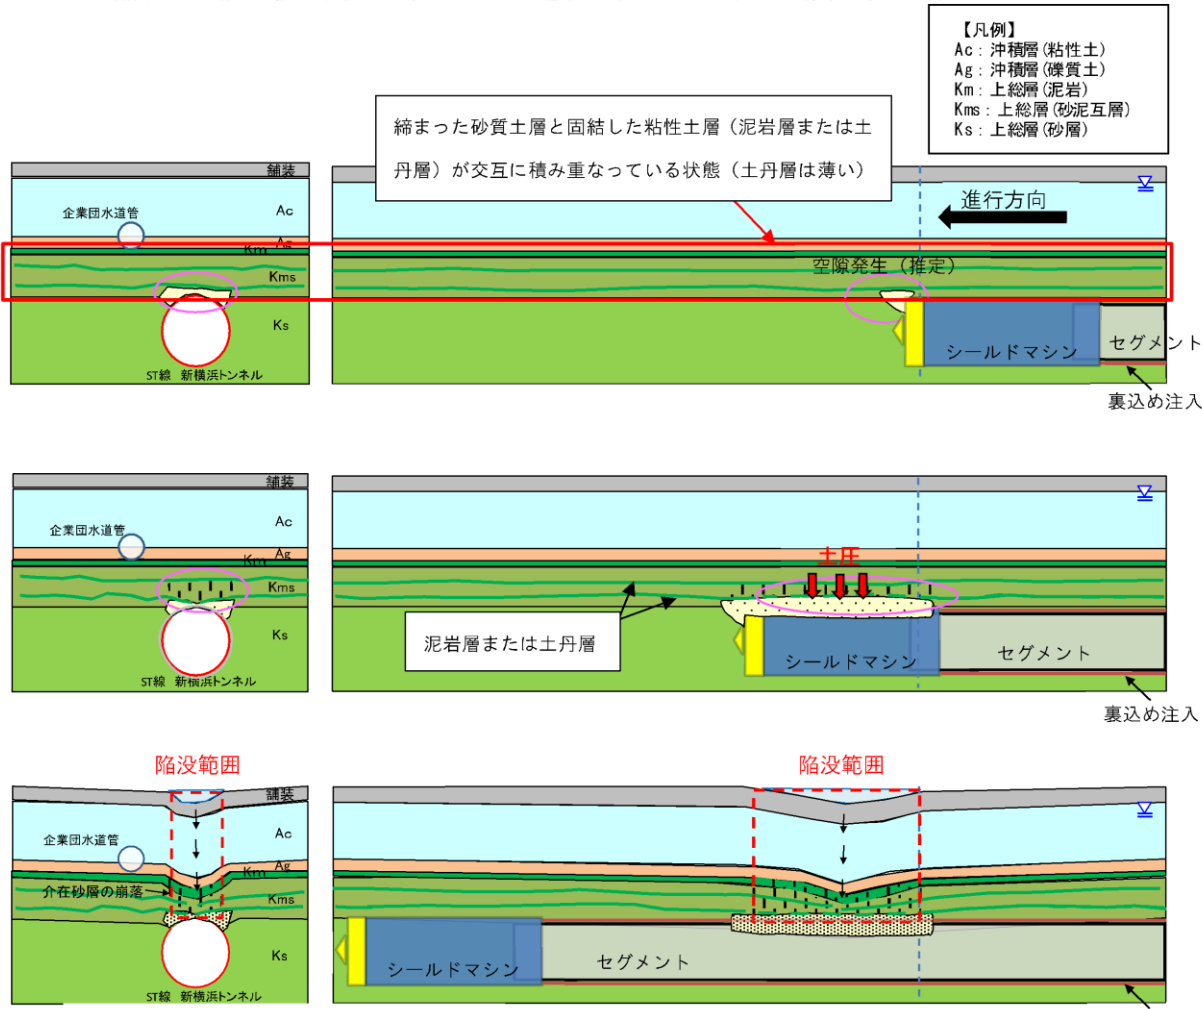 【凡例】
Ac：沖積層(粘性土)
Ag：沖積層(礫質土)
Km：上総層(泥岩)
Kms：上総層(砂泥互層)
Ks：上総層(砂層)
締まった砂質土層と固結した粘性土層（泥岩層または土
丹層）が交互に積み重なっている状態（土丹層は薄い）
舗装
企業団水道管
Ac
Ag
Km
Kms
Ks
ST線 新横浜トンネル
進行方向
空隙発生（推定）
シールドマシン
セグメント
裏込め注入
舗装
企業団水道管
Ac
Ag
Km
Kms
Ks
ST線 新横浜トンネル
土圧
泥岩層または土丹層
シールドマシン
セグメント
裏込め注入
陥没範囲
舗装
企業団水道管
Ac
Ag
Km
介在砂層の崩落
Kms
Ks
ST線 新横浜トンネル
陥没範囲
シールドマシン
セグメント